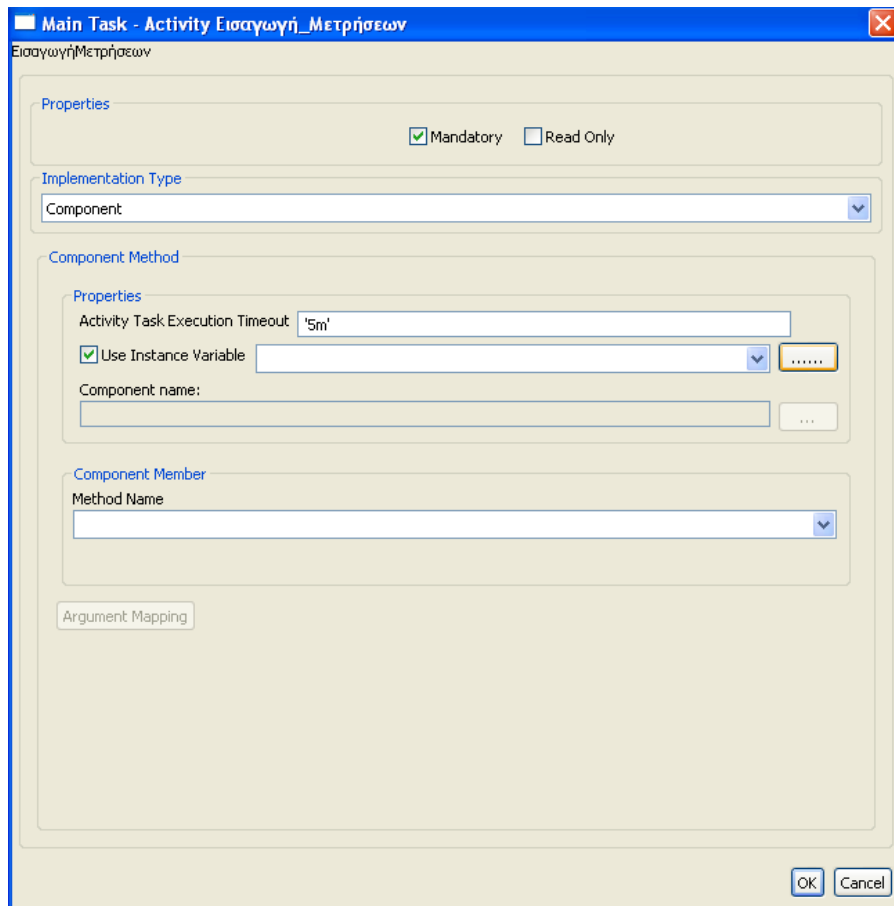 Main Task - Activity Εισαγωγή_Μετρήσεων
ΕισαγωγήΜετρήσεων
Properties
Mandatory Read Only
Implementation Type
Component
Component Method
Properties
Activity Task Execution Timeout '5m'
Use Instance Variable ......
Component name:
...
Component Member
Method Name
Argument Mapping
OK Cancel